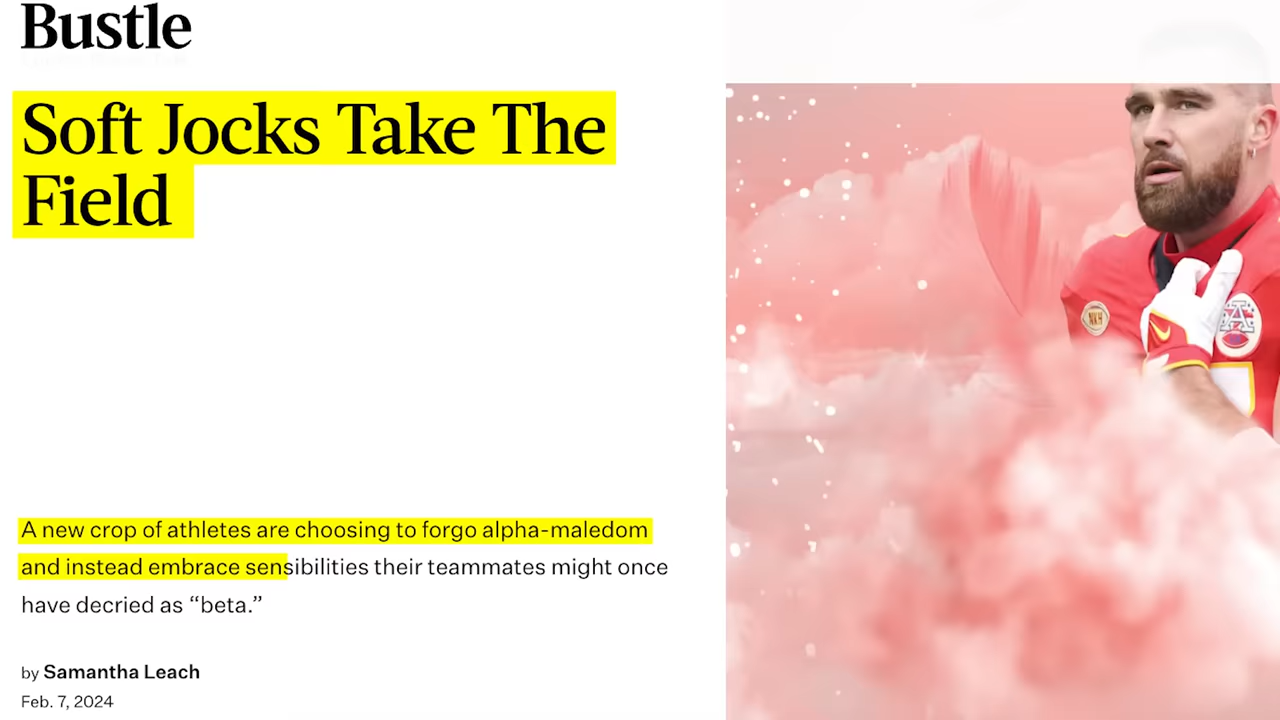 Bustle
Soft Jocks Take The
Field
A new crop of athletes are choosing to forgo alpha-maledom
and instead embrace sensibilities their teammates might once
have decried as “beta.”
by Samantha Leach
Feb. 7, 2024
NKH